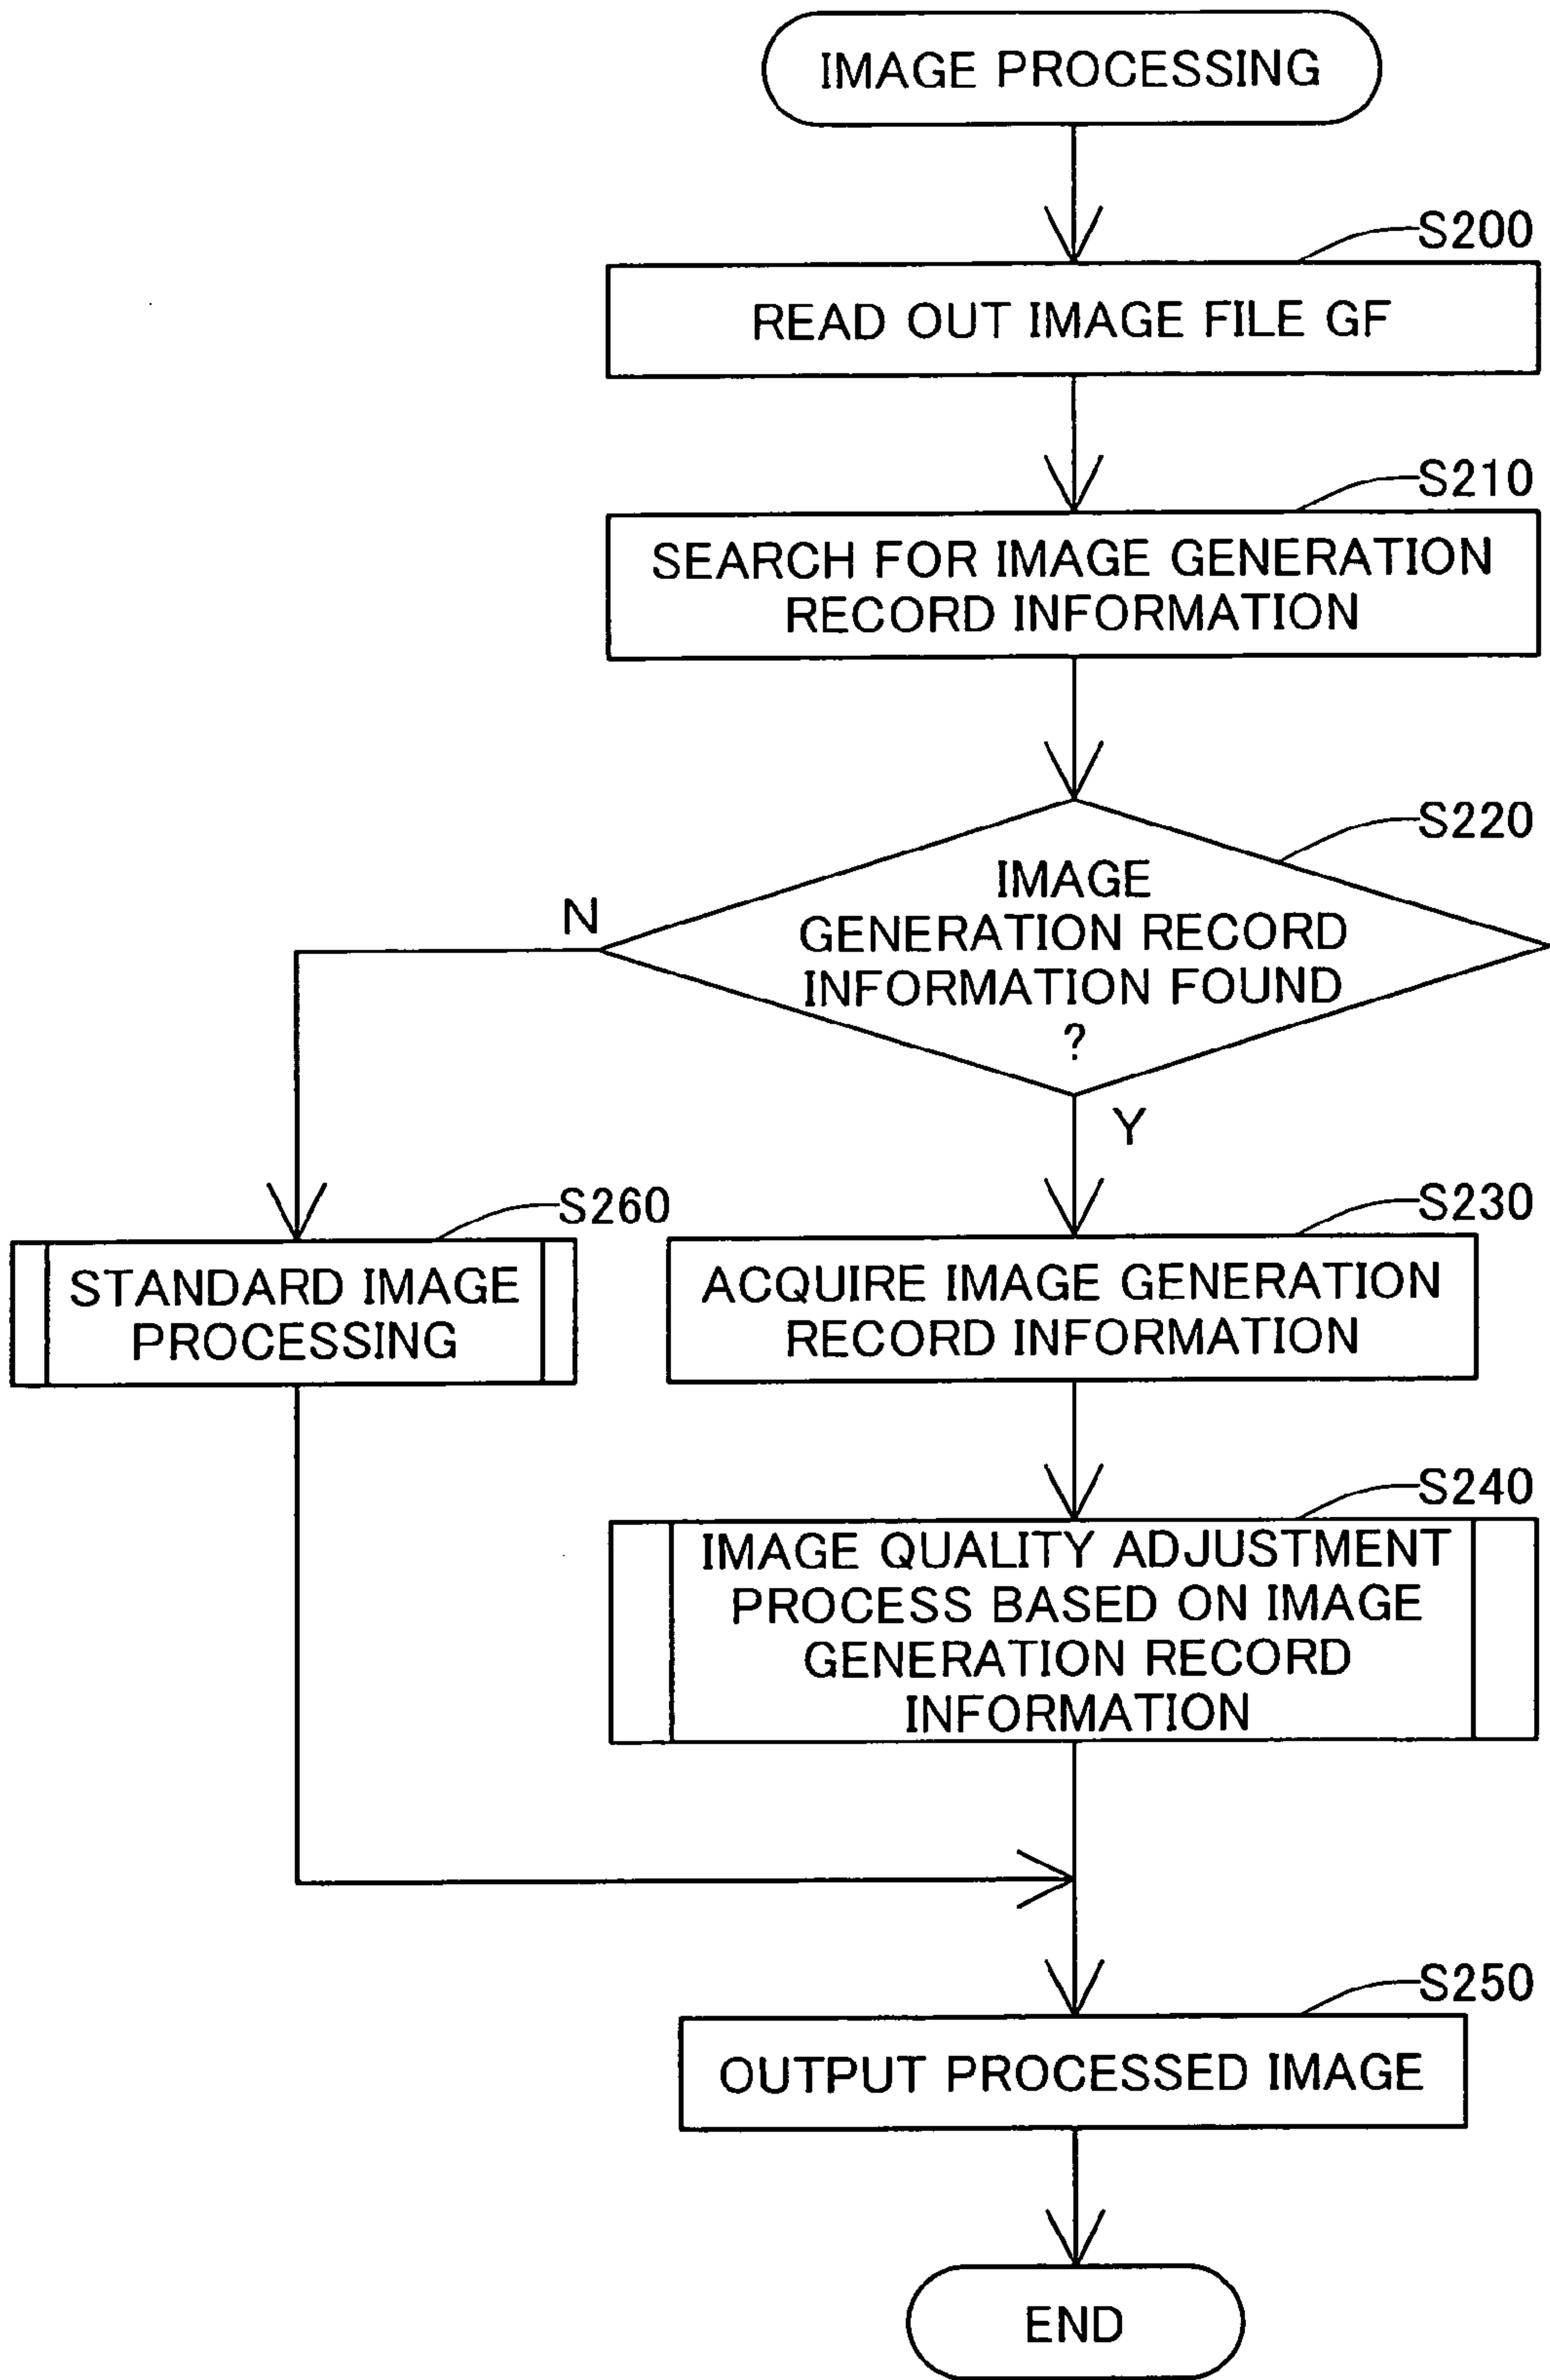 IMAGE PROCESSING
S200
READ OUT IMAGE FILE GF
S210
SEARCH FOR IMAGE GENERATION
RECORD INFORMATION
S220
IMAGE
GENERATION RECORD
INFORMATION FOUND
?
N
Y
S260
STANDARD IMAGE
PROCESSING
S230
ACQUIRE IMAGE GENERATION
RECORD INFORMATION
S240
IMAGE QUALITY ADJUSTMENT
PROCESS BASED ON IMAGE
GENERATION RECORD
INFORMATION
S250
OUTPUT PROCESSED IMAGE
END